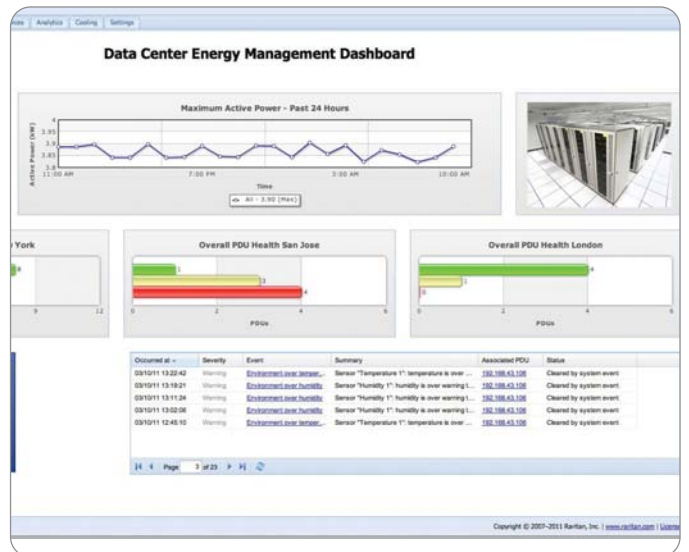 Analytics Cooling Settings
Data Center Energy Management Dashboard
Maximum Active Power - Past 24 Hours
Active Power (kW)
4
3.95
3.9
3.85
3.8
11:00 AM 7:00 PM 3:00 AM 10:00 AM
Time
All - 3.90 (Max)
York
8
9 12
Overall PDU Health San Jose
1
3
4
0 2 4 6
PDUs
Overall PDU Health London
4
1
0
0 2 4 6
PDUs
Occurred at Severity Event Summary Associated PDU Status
03/10/11 13:22:42 Warning Environment over temper... Sensor "Temperature 1": temperature is over ... 192.168.43.106 Cleared by system event
03/10/11 13:19:21 Warning Environment over humidity Sensor "Humidity 1": humidity is over warning t... 192.168.43.106 Cleared by system event
03/10/11 13:11:24 Warning Environment over humidity Sensor "Humidity 1": humidity is over warning t... 192.168.43.106 Cleared by system event
03/10/11 13:02:06 Warning Environment over humidity Sensor "Humidity 1": humidity is over warning t... 192.168.43.106 Cleared by system event
03/10/11 12:45:10 Warning Environment over temper... Sensor "Temperature 1": temperature is over ... 192.168.43.106 Cleared by system event
Page 3 of 23
Copyright © 2007-2011 Raritan, Inc. | www.raritan.com | License